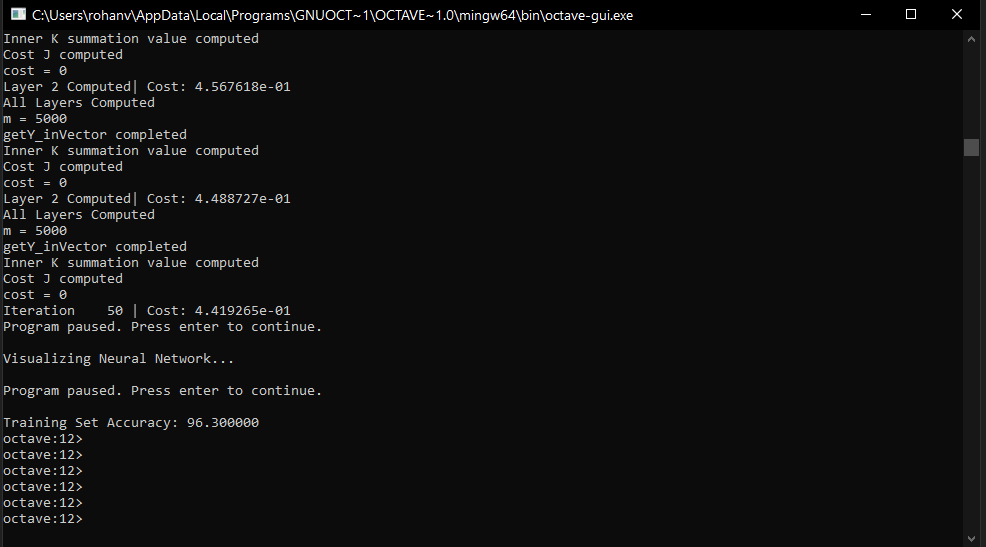 C:\Users\rohanv\AppData\Local\Programs\GNUOCT~1\OCTAVE~1.0\mingw64\bin\octave-gui.exe
Inner K summation value computed
Cost J computed
cost = 0
Layer 2 Computed| Cost: 4.567618e-01
All Layers Computed
m = 5000
getY_inVector completed
Inner K summation value computed
Cost J computed
cost = 0
Layer 2 Computed| Cost: 4.488727e-01
All Layers Computed
m = 5000
getY_inVector completed
Inner K summation value computed
Cost J computed
cost = 0
Iteration    50 | Cost: 4.419265e-01
Program paused. Press enter to continue.
Visualizing Neural Network...
Program paused. Press enter to continue.
Training Set Accuracy: 96.300000
octave:12>
octave:12>
octave:12>
octave:12>
octave:12>
octave:12>